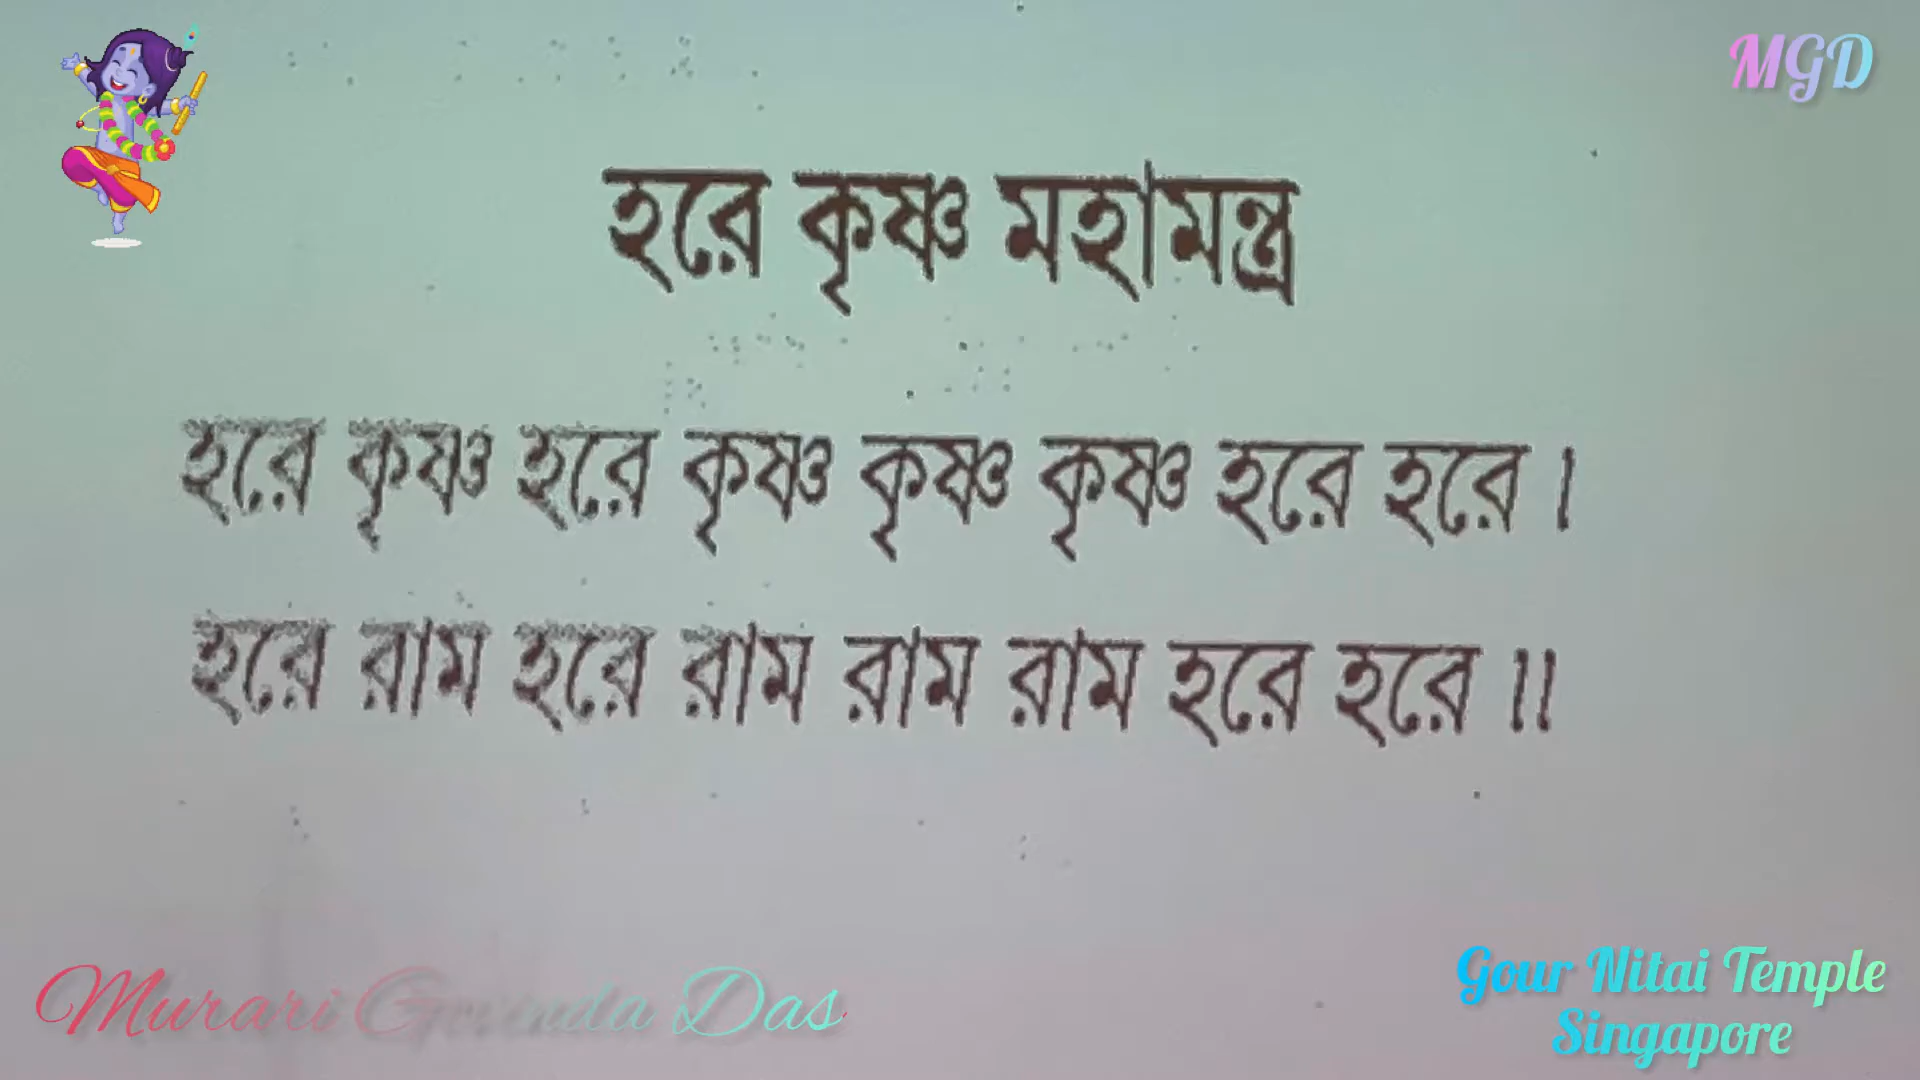 MGD
হরে কৃষ্ণ মহামন্ত্র
হরে কৃষ্ণ হরে কৃষ্ণ কৃষ্ণ কৃষ্ণ হরে হরে ।
হরে রাম হরে রাম রাম রাম হরে হরে ।।
Murari Govinda Das
Gour Nitai Temple
Singapore